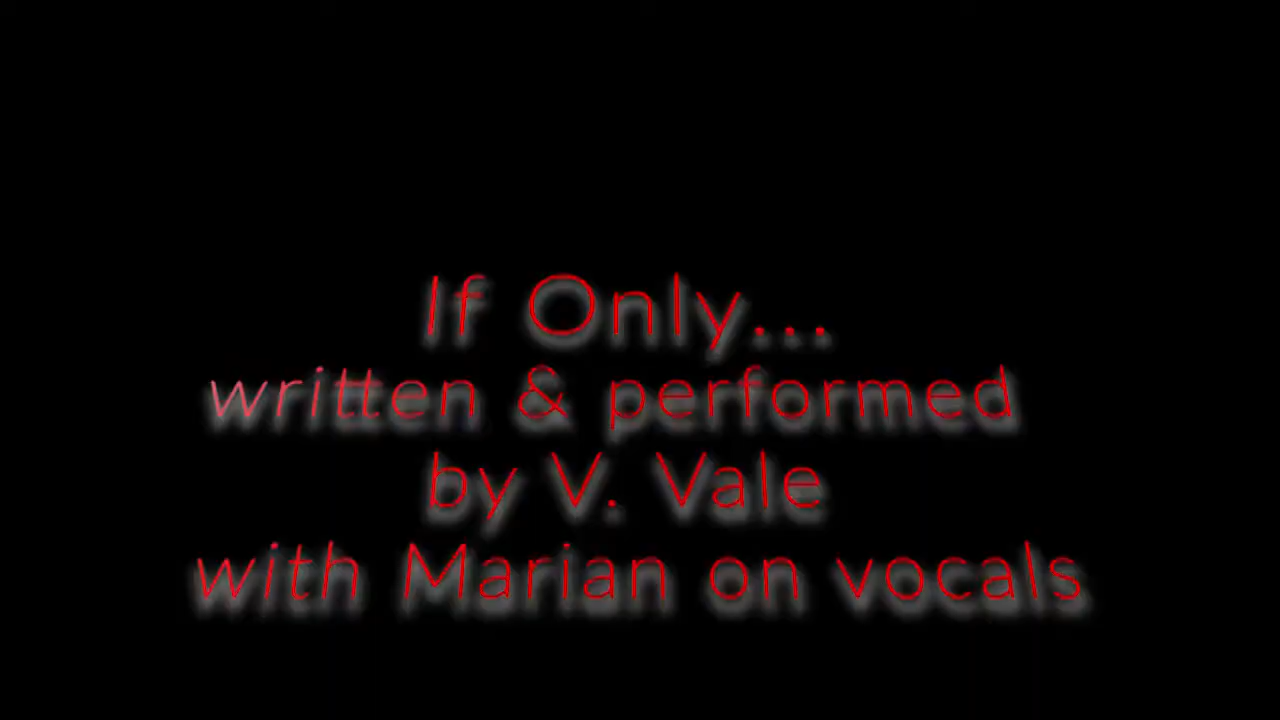 If Only...
written & performed
by V. Vale
with Marian on vocals